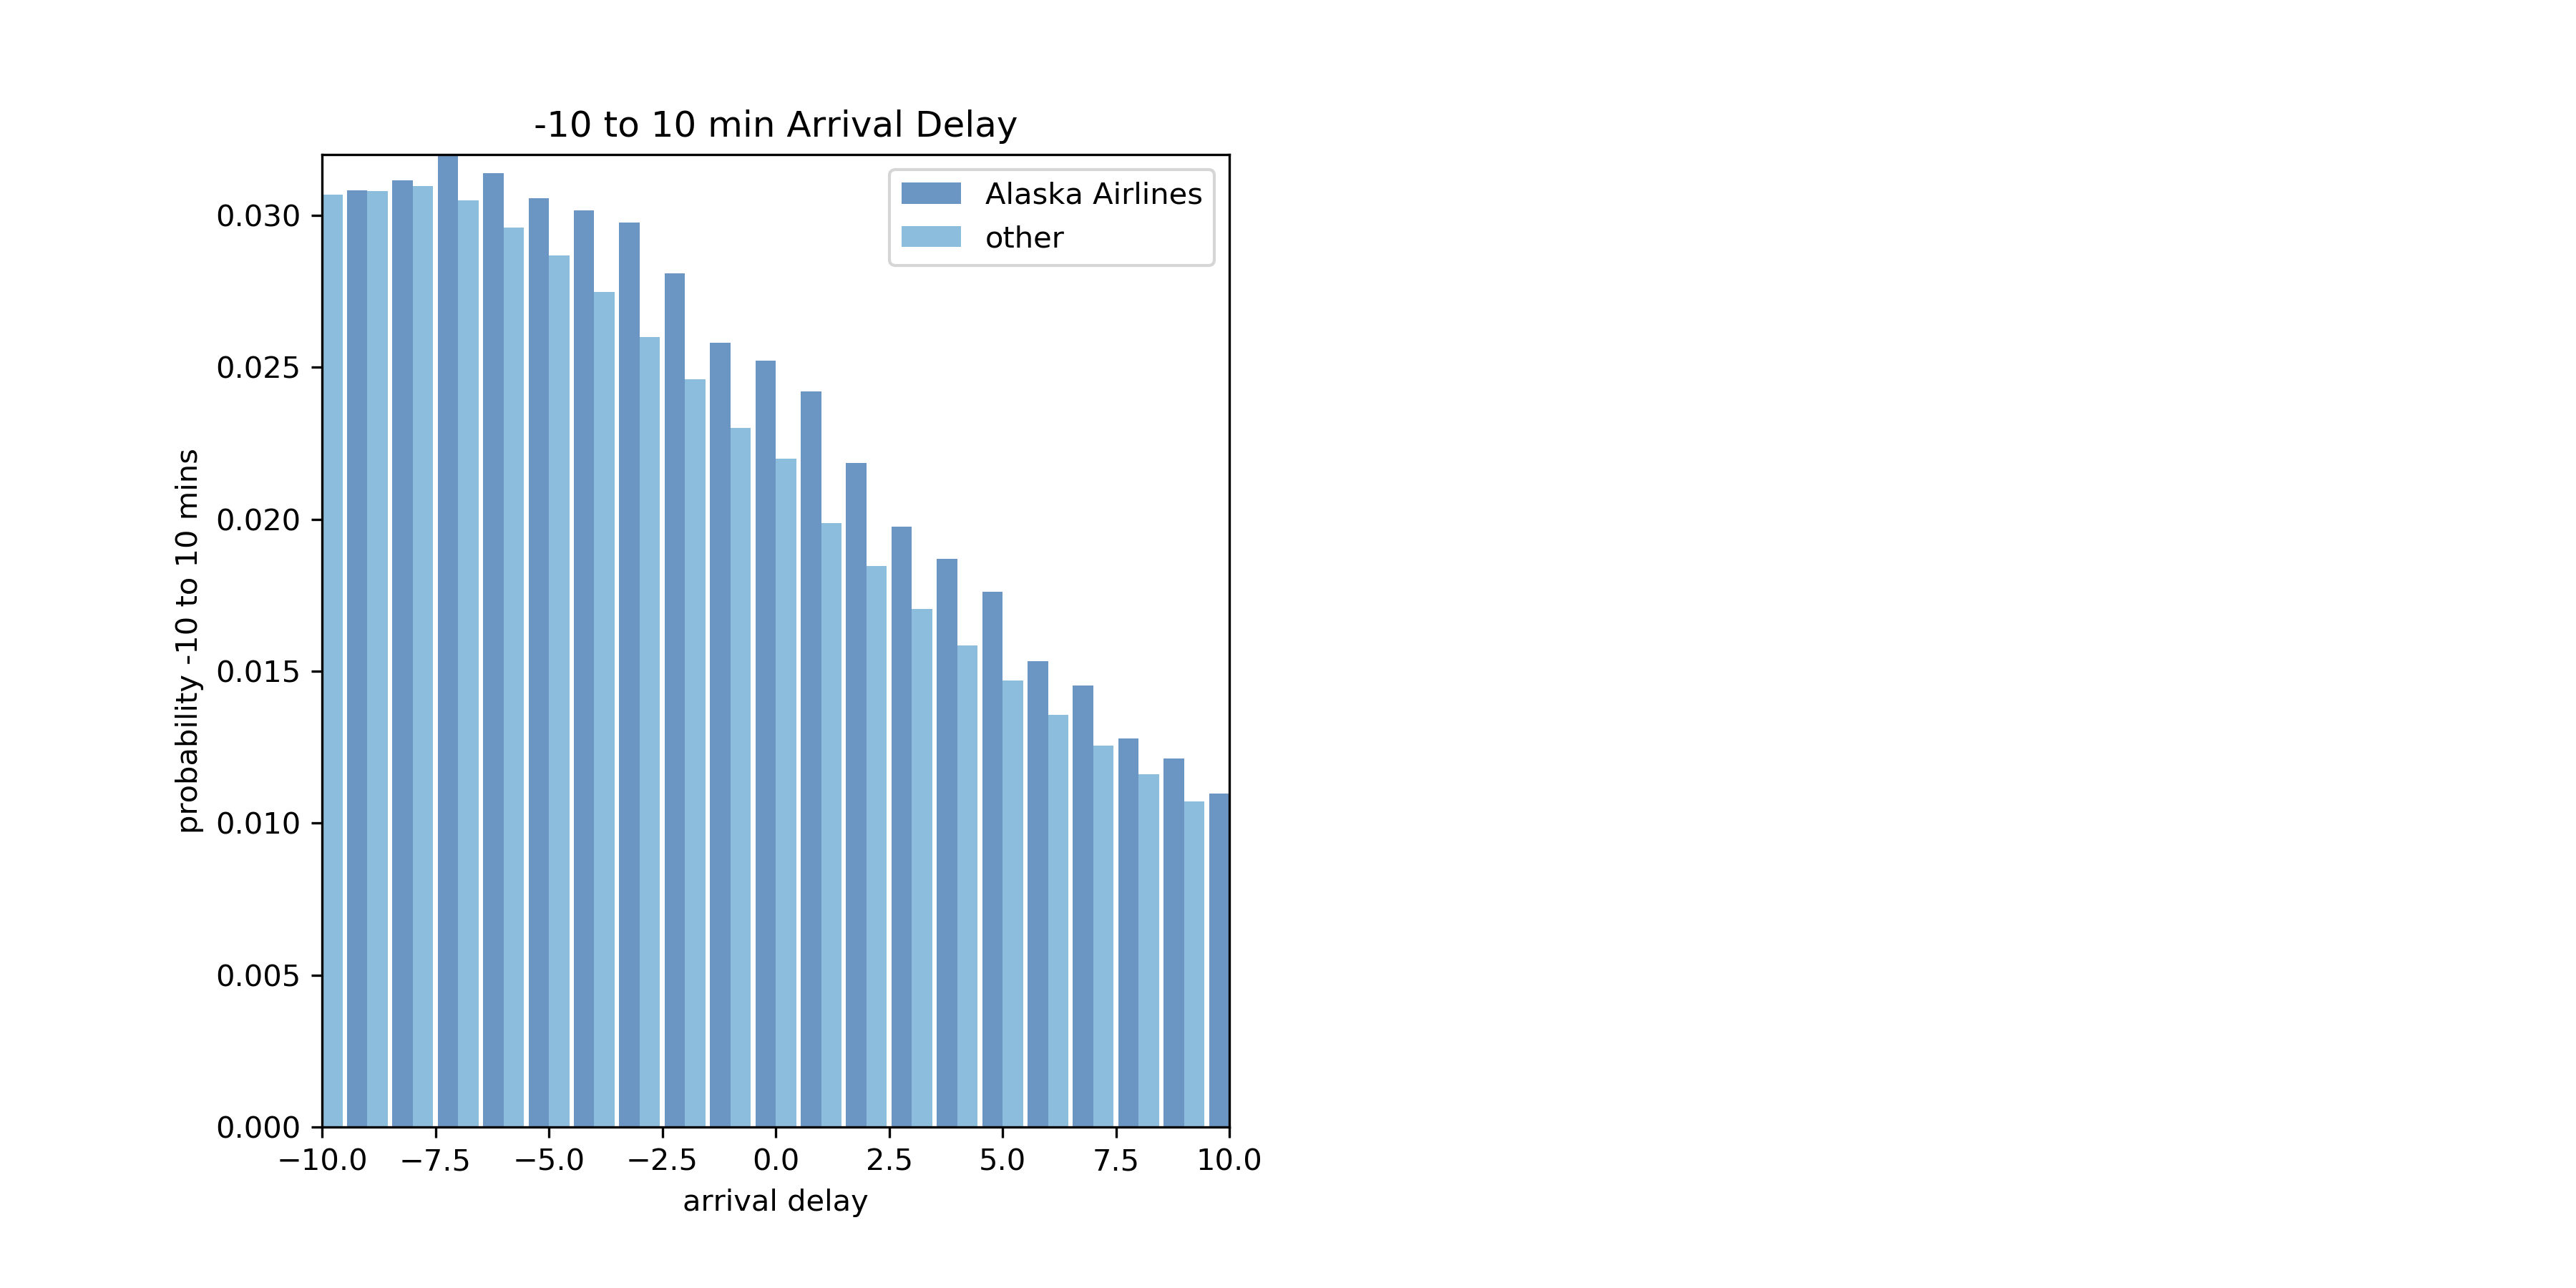 -10 to 10 min Arrival Delay
Alaska Airlines
other
probability -10 to 10 mins
0.030
0.025
0.020
0.015
0.010
0.005
0.000
−10.0 −7.5 −5.0 −2.5 0.0 2.5 5.0 7.5 10.0
arrival delay